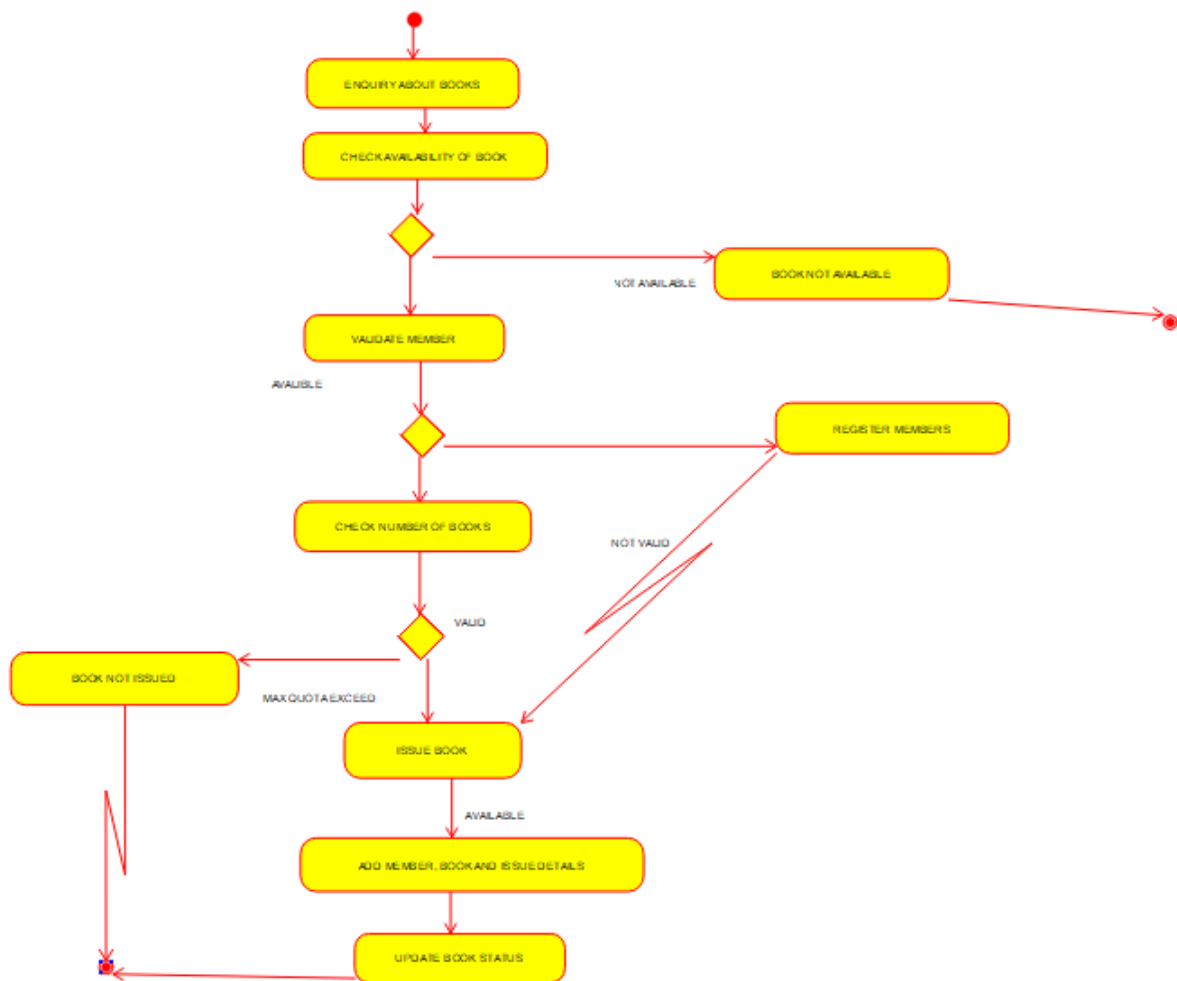 ENQUIRY ABOUT BOOKS
CHECK AVAILABILITY OF BOOK
BOOK NOT AVAILABLE
NOT AVAILABLE
VALIDATE MEMBER
AVALIBLE
REGISTER MEMBERS
CHECK NUMBER OF BOOKS
NOT VALID
VALID
BOOK NOT ISSUED
MAX QUOTA EXCEED
ISSUE BOOK
AVAILABLE
ADD MEMBER, BOOK AND ISSUE DETAILS
UPDATE BOOK STATUS